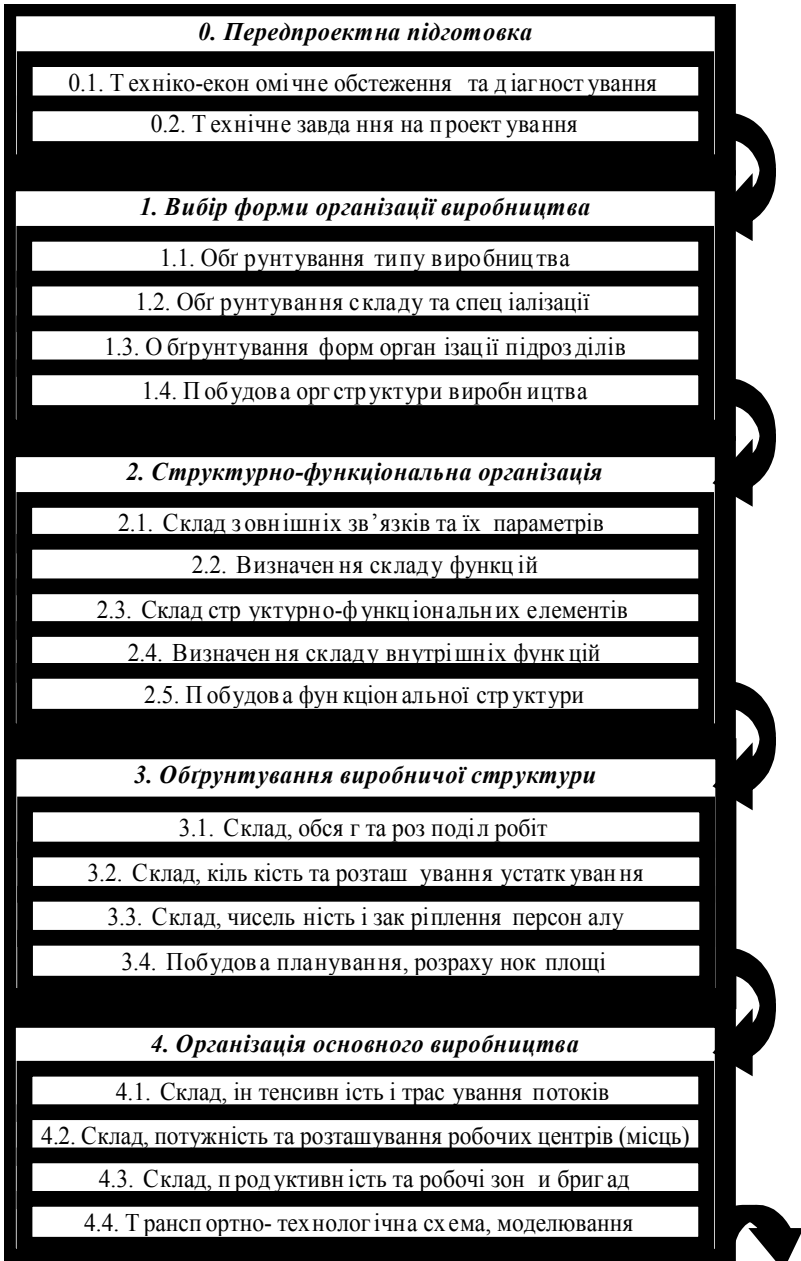 0. Передпроектна підготовка
0.1. Техніко-економічне обстеження та діагностування
0.2. Технічне завдання на проектування
1. Вибір форми організації виробництва
1.1. Обґрунтування типу виробництва
1.2. Обґрунтування складу та спеціалізації
1.3. Обґрунтування форм організації підрозділів
1.4. Побудова оргструктури виробництва
2. Структурно-функціональна організація
2.1. Склад зовнішніх зв’язків та їх параметрів
2.2. Визначення складу функцій
2.3. Склад структурно-функціональних елементів
2.4. Визначення складу внутрішніх функцій
2.5. Побудова функціональної структури
3. Обґрунтування виробничої структури
3.1. Склад, обсяг та розподіл робіт
3.2. Склад, кількість та розташування устаткування
3.3. Склад, чисельність і закріплення персоналу
3.4. Побудова планування, розрахунок площі
4. Організація основного виробництва
4.1. Склад, інтенсивність і трасування потоків
4.2. Склад, потужність та розташування робочих центрів (місць)
4.3. Склад, продуктивність та робочі зони бригад
4.4. Транспортно-технологічна схема, моделювання